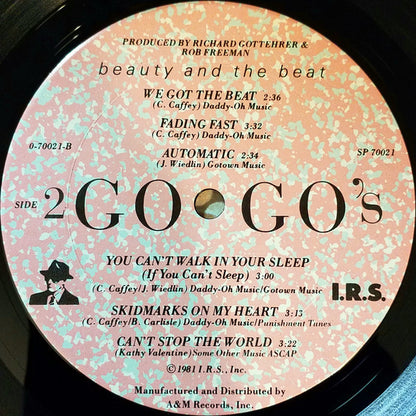 PRODUCED BY RICHARD GOTTEHRER &
ROB FREEMAN
beauty and the beat
WE GOT THE BEAT 2:36
(C. Caffey) Daddy-Oh Music
FADING FAST 3:32
(C. Caffey) Daddy-Oh Music
0-70021-B
AUTOMATIC 2:34
SP 70021
(J. Wiedlin) Gotown Music
SIDE 2 GO GO's
YOU CAN'T WALK IN YOUR SLEEP
(If You Can't Sleep) 3:00
(C. Caffey/J. Wiedlin) Daddy-Oh Music/Gotown Music
I.R.S.
SKIDMARKS ON MY HEART 3:13
(C. Caffey/B. Carlisle) Daddy-Oh Music/Punishment Tunes
CAN'T STOP THE WORLD 3:22
(Kathy Valentine) Some Other Music ASCAP
©1981 I.R.S., Inc.
Manufactured and Distributed by
A&M Records, Inc.